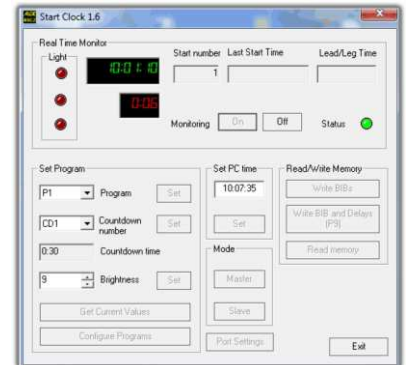 Start Clock 1.6
Real Time Monitor
Light
10:01:10
0:06
Start number
Last Start Time
Lead/Leg Time
1
Monitoring
On
Off
Status
Set Program
P1
Program
Set
CD1
Countdown number
Set
0:30
Countdown time
9
Brightness
Set
Get Current Values
Configure Programs
Set PC time
10:07:35
Set
Mode
Master
Slave
Port Settings
Read/Write Memory
Write BIBs
Write BIB and Delays (P9)
Read memory
Exit